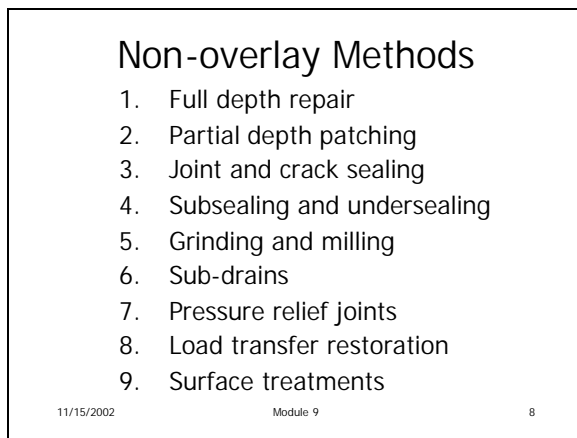 Non-overlay Methods
1. Full depth repair
2. Partial depth patching
3. Joint and crack sealing
4. Subsealing and undersealing
5. Grinding and milling
6. Sub-drains
7. Pressure relief joints
8. Load transfer restoration
9. Surface treatments
11/15/2002 Module 9 8